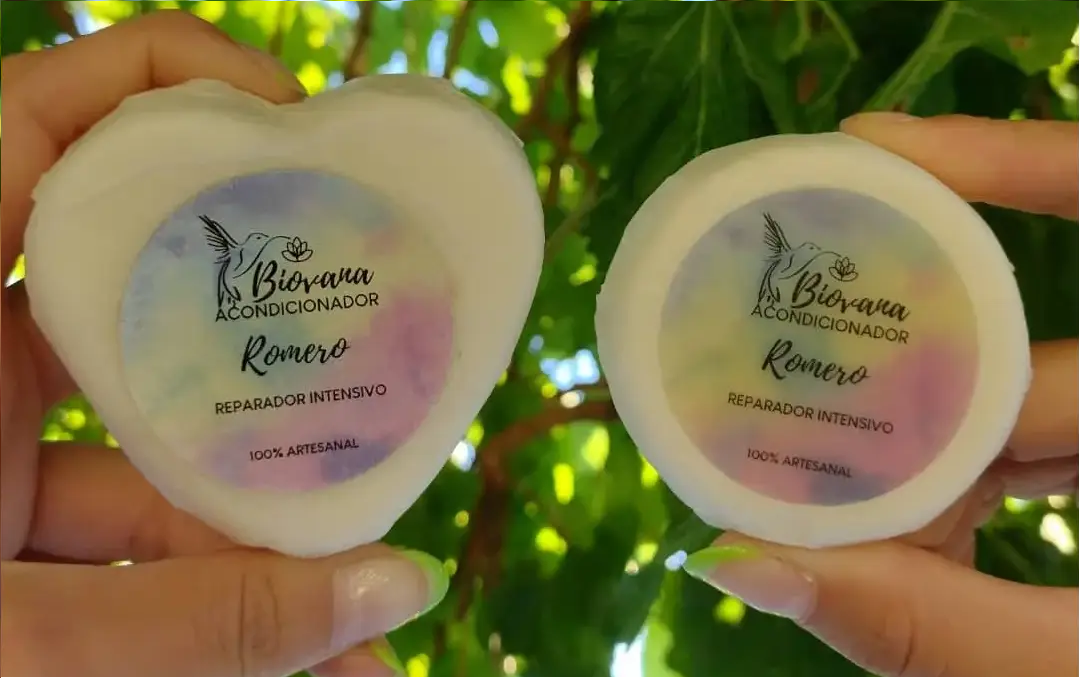 Biovana
ACONDICIONADOR
Romero
REPARADOR INTENSIVO
100% ARTESANAL
Biovana
ACONDICIONADOR
Romero
REPARADOR INTENSIVO
100% ARTESANAL